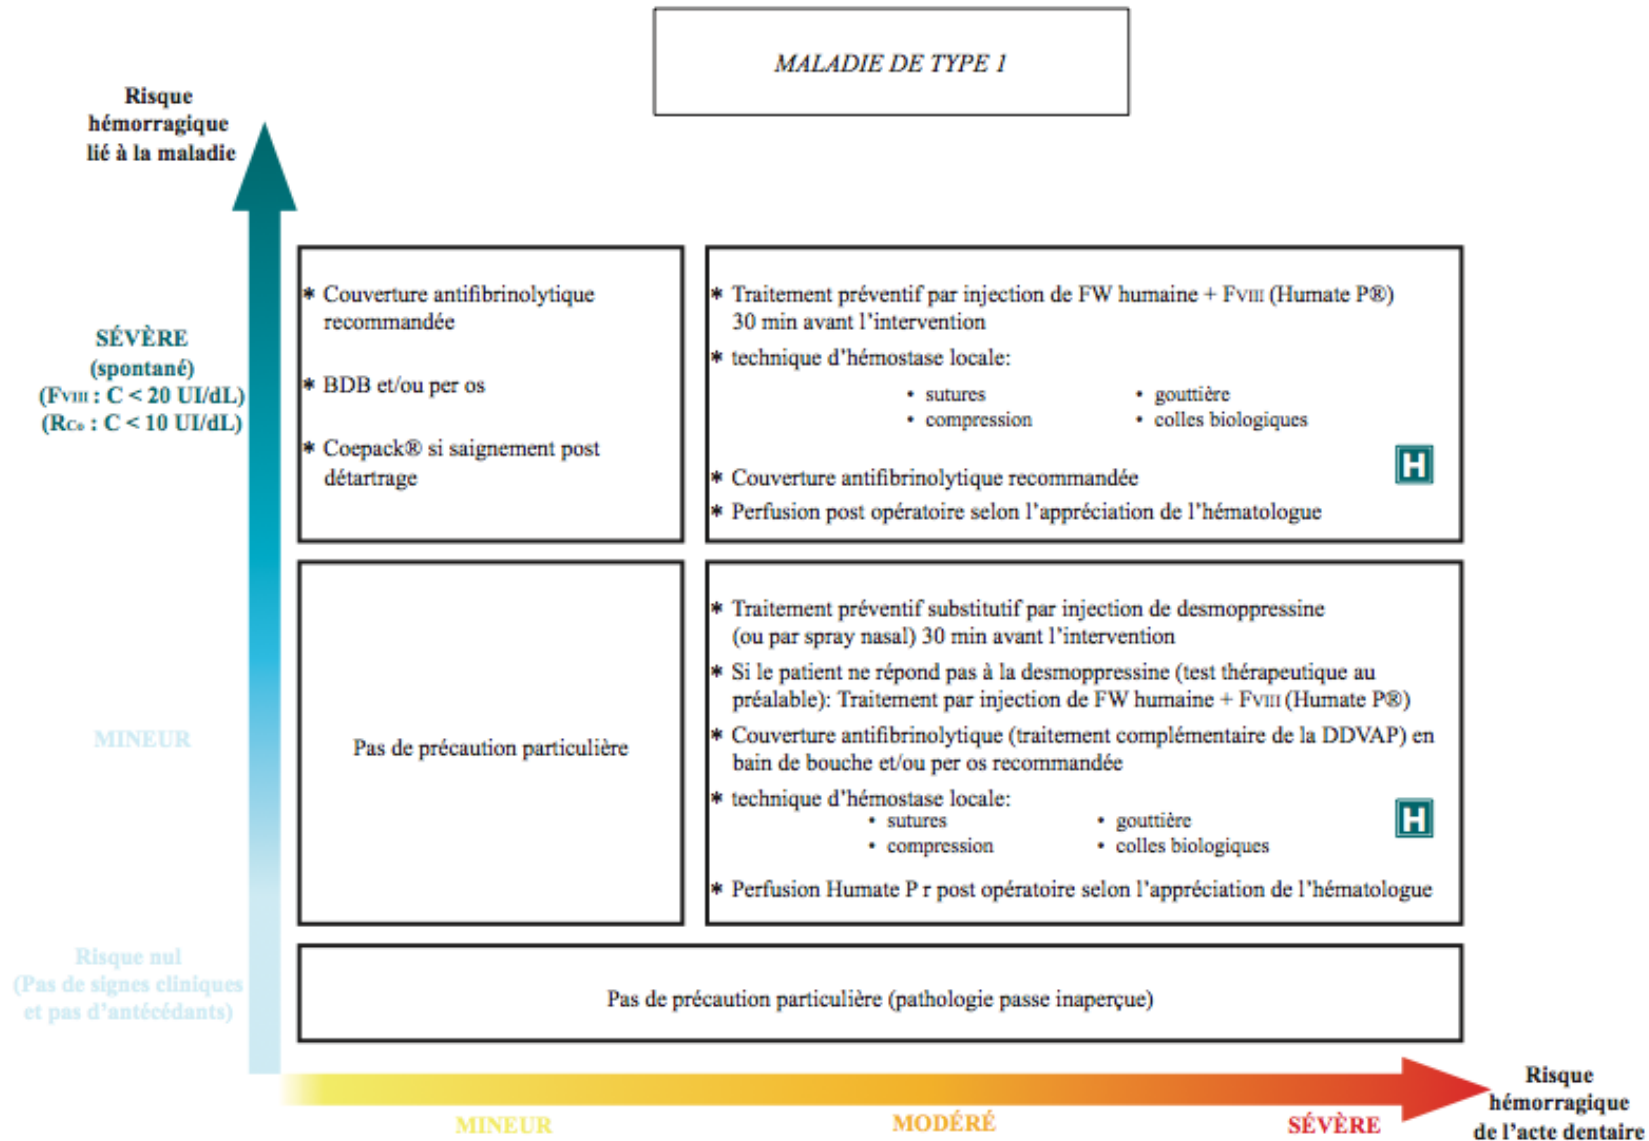 MALADIE DE TYPE 1
Risque
hémorragique
lié à la maladie
SÉVÈRE
(spontané)
(FVIII : C < 20 UI/dL)
(RCo : C < 10 UI/dL)
* Couverture antifibrinolytique
recommandée
* BDB et/ou per os
* Coepack® si saignement post
détartrage
* Traitement préventif par injection de FW humaine + FVIII (Humate P®)
30 min avant l'intervention
* technique d'hémostase locale:
• sutures • gouttière
• compression • colles biologiques
H
* Couverture antifibrinolytique recommandée
* Perfusion post opératoire selon l'appréciation de l'hématologue
MINEUR
Pas de précaution particulière
* Traitement préventif substitutif par injection de desmoppressine
(ou par spray nasal) 30 min avant l'intervention
* Si le patient ne répond pas à la desmoppressine (test thérapeutique au
préalable): Traitement par injection de FW humaine + FVIII (Humate P®)
* Couverture antifibrinolytique (traitement complémentaire de la DDVAP) en
bain de bouche et/ou per os recommandée
* technique d'hémostase locale:
• sutures • gouttière
• compression • colles biologiques
H
* Perfusion Humate P r post opératoire selon l'appréciation de l'hématologue
Risque nul
(Pas de signes cliniques
et pas d'antécédants)
Pas de précaution particulière (pathologie passe inaperçue)
MINEUR
MODÉRÉ
SÉVÈRE
Risque
hémorragique
de l'acte dentaire